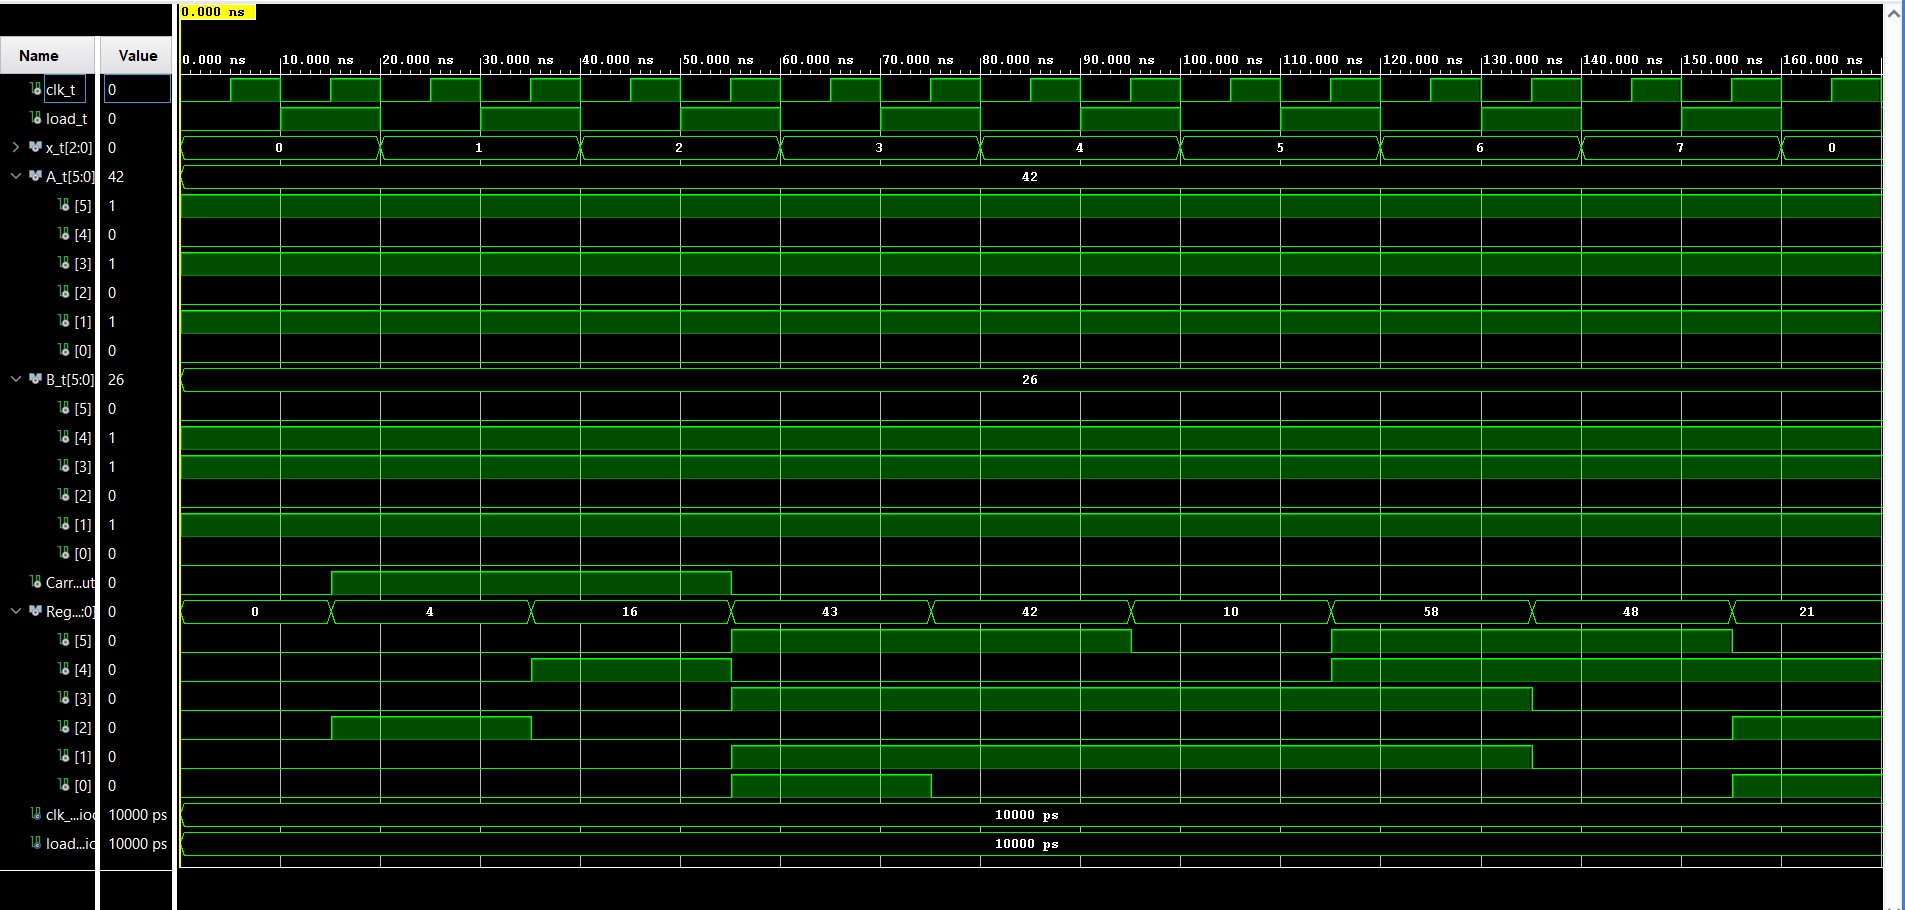 0.000 ns
Name Value
0.000 ns 10.000 ns 20.000 ns 30.000 ns 40.000 ns 50.000 ns 60.000 ns 70.000 ns 80.000 ns 90.000 ns 100.000 ns 110.000 ns 120.000 ns 130.000 ns 140.000 ns 150.000 ns 160.000 ns
clk_t 0
load_t 0
x_t[2:0] 0 0 1 2 3 4 5 6 7 0
A_t[5:0] 42 42
[5] 1
[4] 0
[3] 1
[2] 0
[1] 1
[0] 0
B_t[5:0] 26 26
[5] 0
[4] 1
[3] 1
[2] 0
[1] 1
[0] 0
Carr...ut 0
Reg...:0] 0 0 4 16 43 42 10 58 48 21
[5] 0
[4] 0
[3] 0
[2] 0
[1] 0
[0] 0
clk_...ioc 10000 ps 10000 ps
load...ic 10000 ps 10000 ps